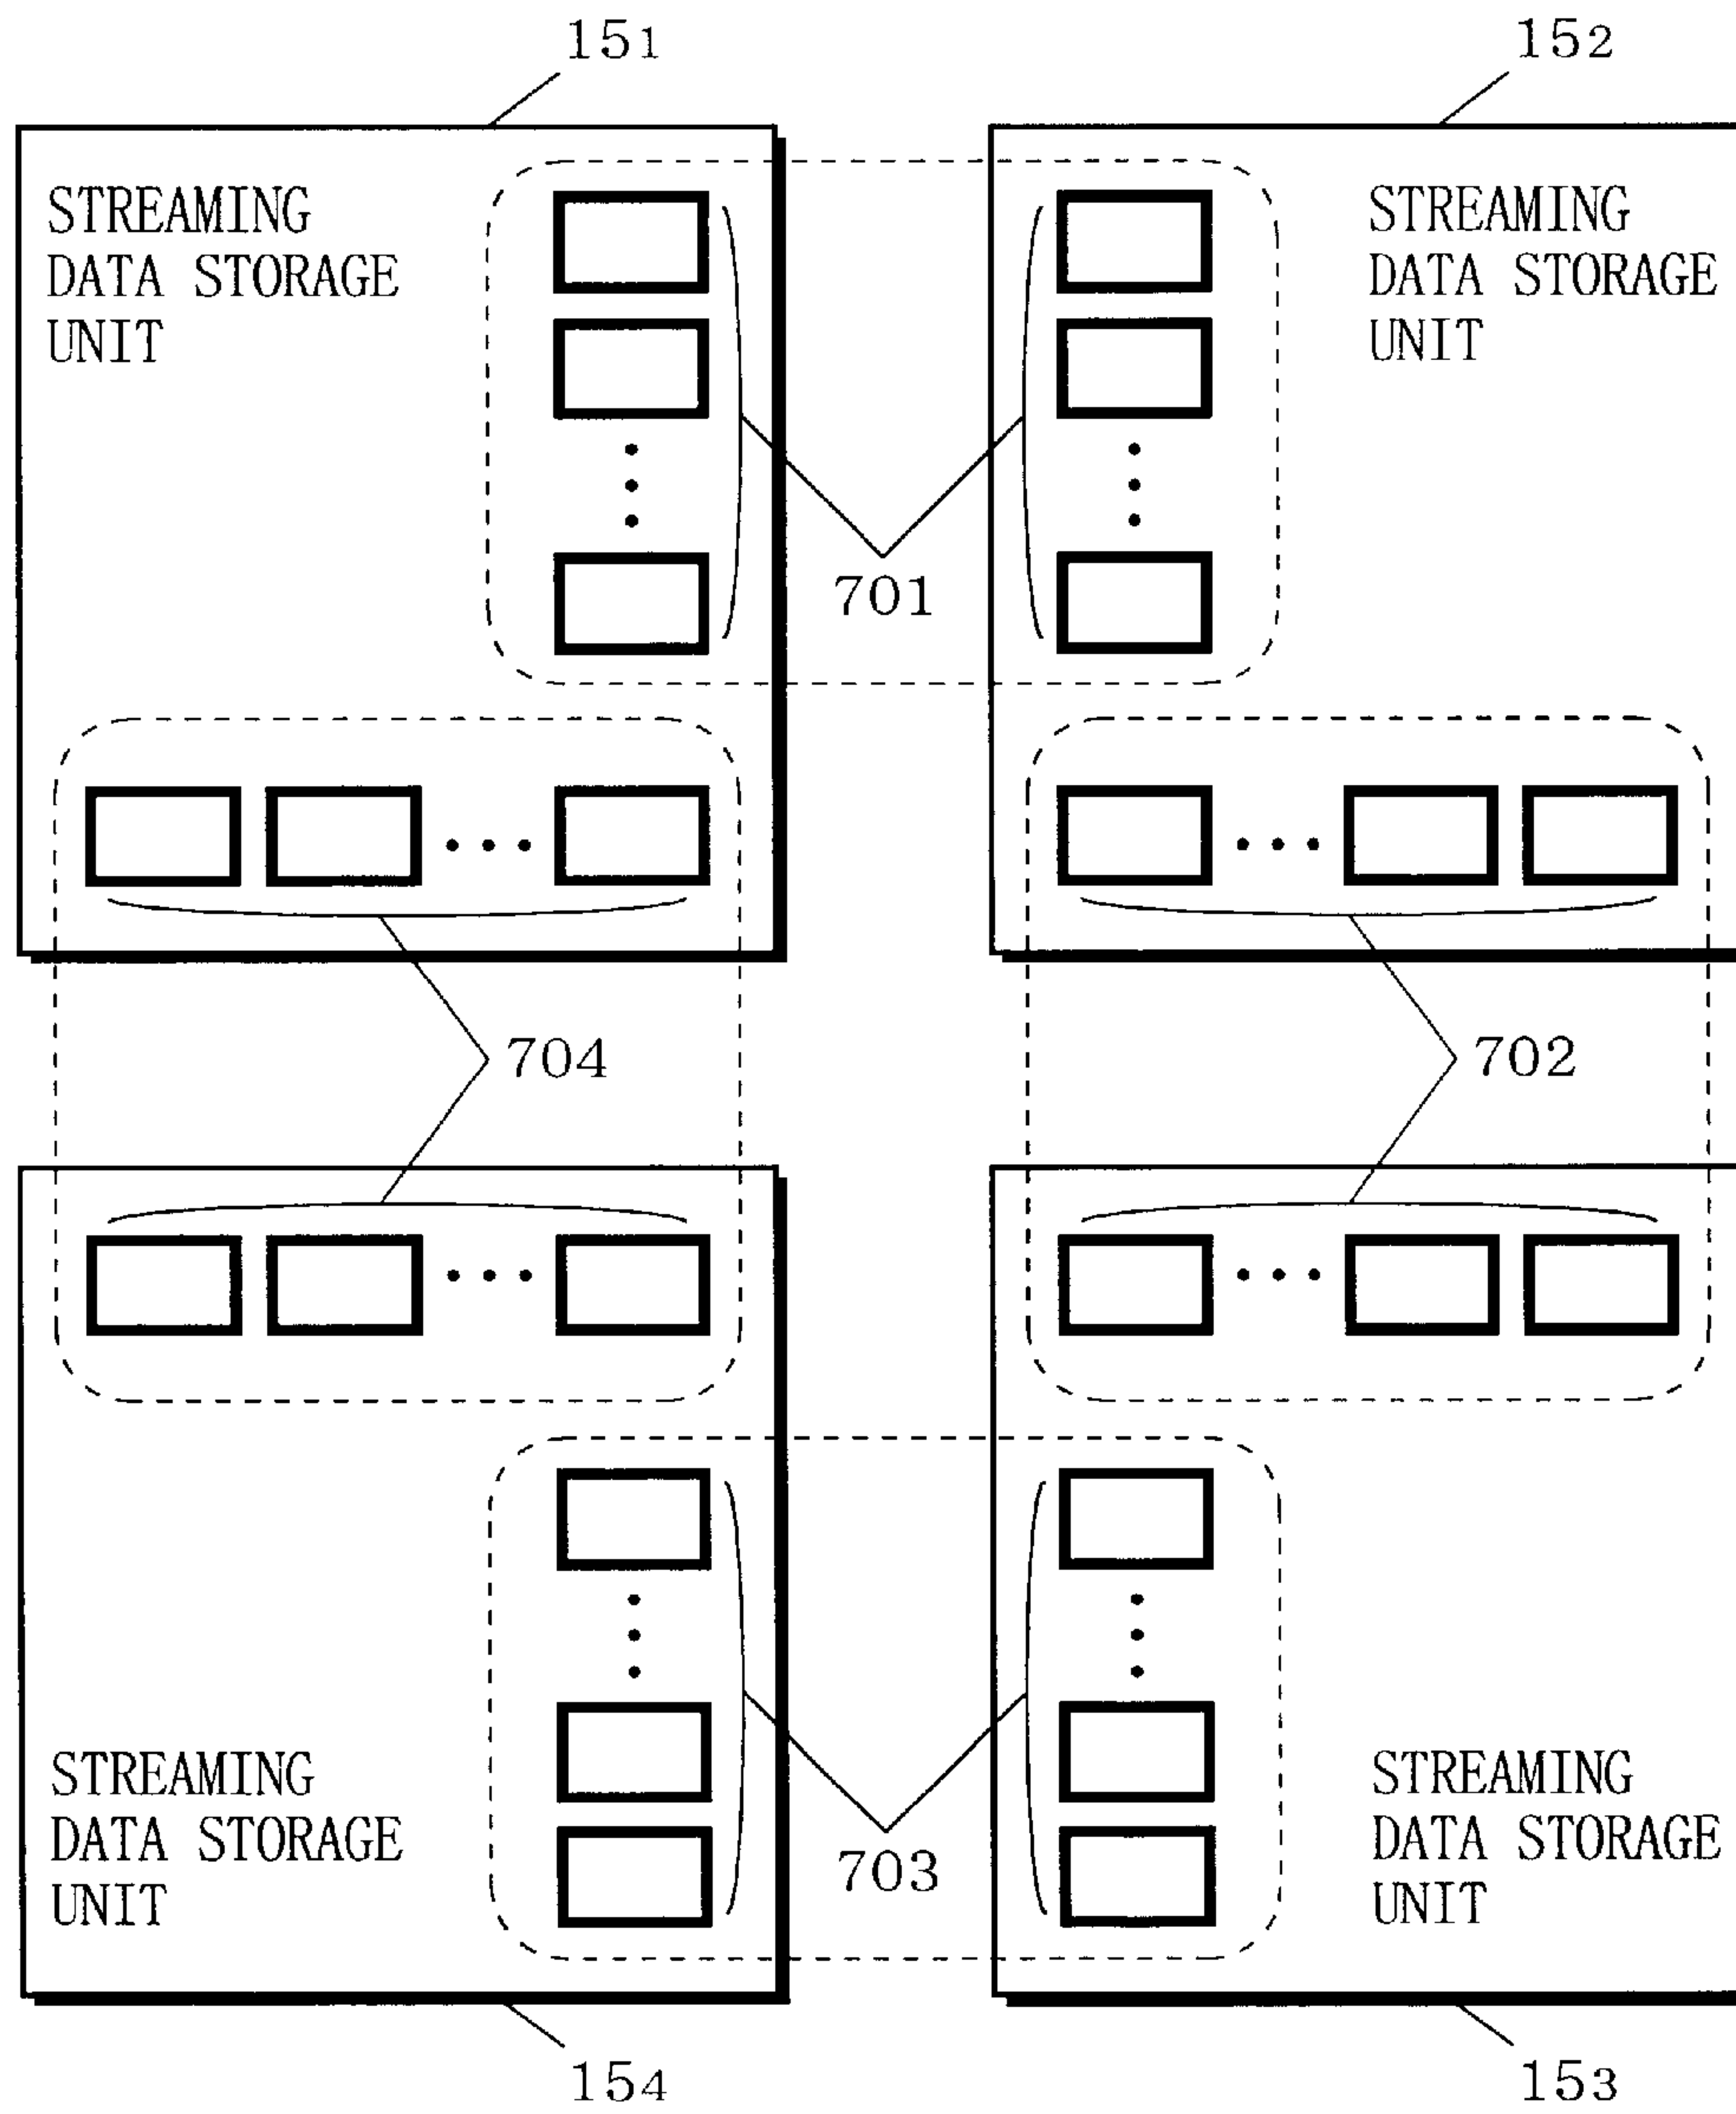 151
152
STREAMING
DATA STORAGE
UNIT
STREAMING
DATA STORAGE
UNIT
701
704
702
STREAMING
DATA STORAGE
UNIT
703
STREAMING
DATA STORAGE
UNIT
154
153